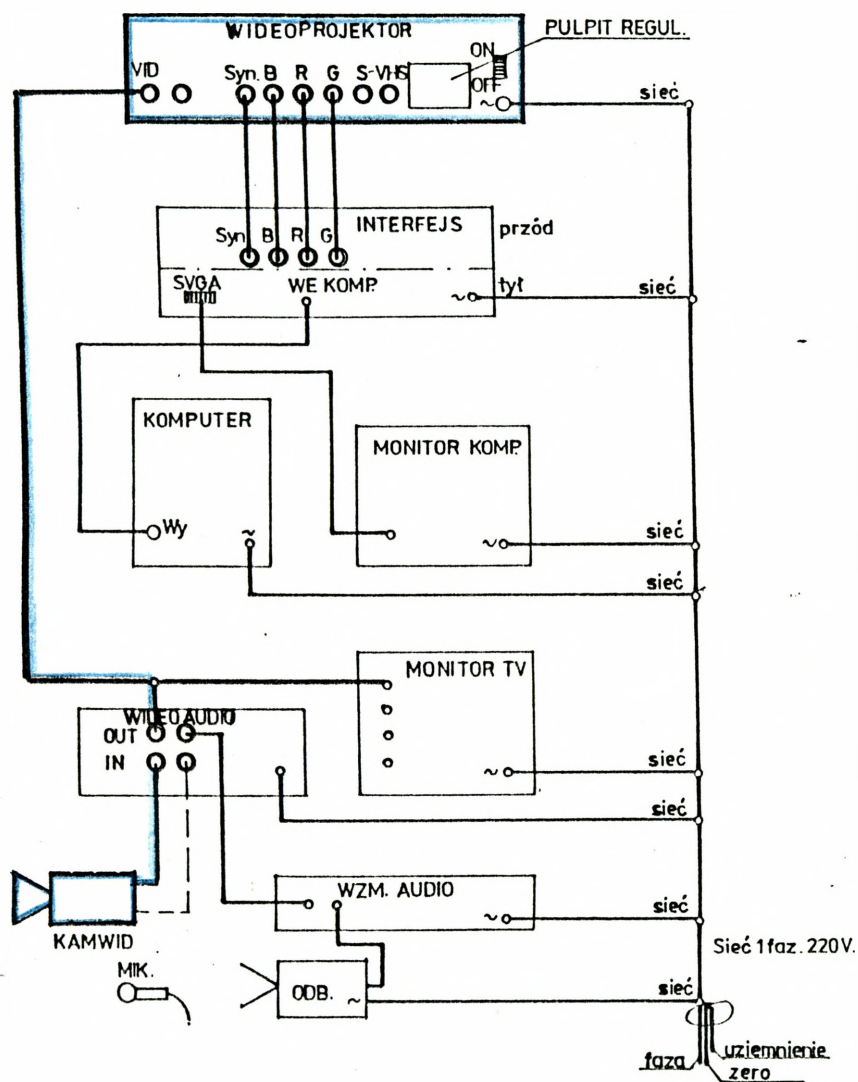 WIDEOPROJEKTOR
PULPIT REGUL.
VID
Syn. B R G S-VHS
ON
OFF
~
sieć
INTERFEJS
przód
Syn B R G
SVGA
WE KOMP.
~
tył
sieć
KOMPUTER
MONITOR KOMP.
Wy
~
~
sieć
sieć
MONITOR TV
WIDEO AUDIO
OUT
IN
~
sieć
sieć
WZM. AUDIO
~
sieć
KAMWID
Sieć 1 faz. 220V.
MIK.
ODB.
~
sieć
faza
uziemnienie
zero